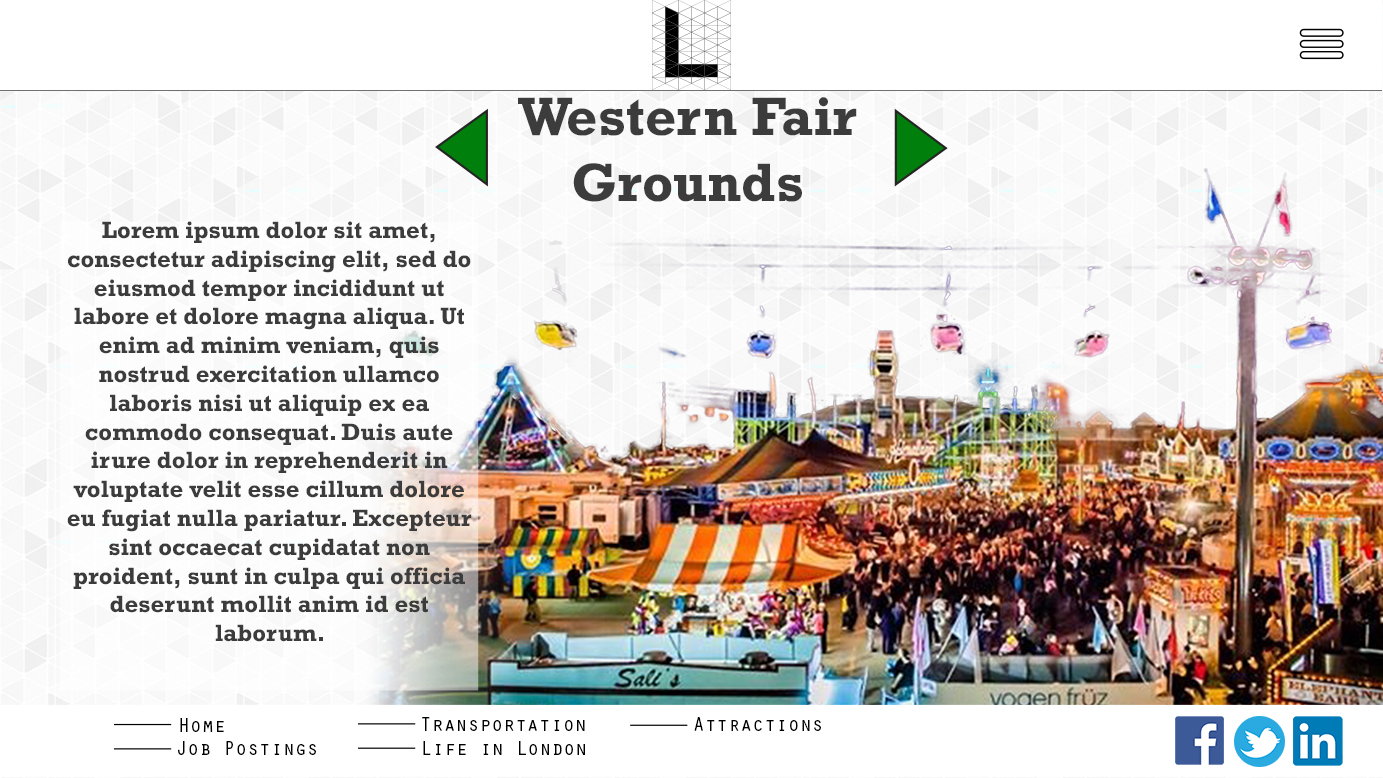 L
Western Fair
Grounds
Lorem ipsum dolor sit amet,
consectetur adipiscing elit, sed do
eiusmod tempor incididunt ut
labore et dolore magna aliqua. Ut
enim ad minim veniam, quis
nostrud exercitation ullamco
laboris nisi ut aliquip ex ea
commodo consequat. Duis aute
irure dolor in reprehenderit in
voluptate velit esse cillum dolore
eu fugiat nulla pariatur. Excepteur
sint occaecat cupidatat non
proident, sunt in culpa qui officia
deserunt mollit anim id est
laborum.
Sali's
yogen früz
ELEPHANT
EARS
Home
Job Postings
Transportation
Life in London
Attractions
f
in